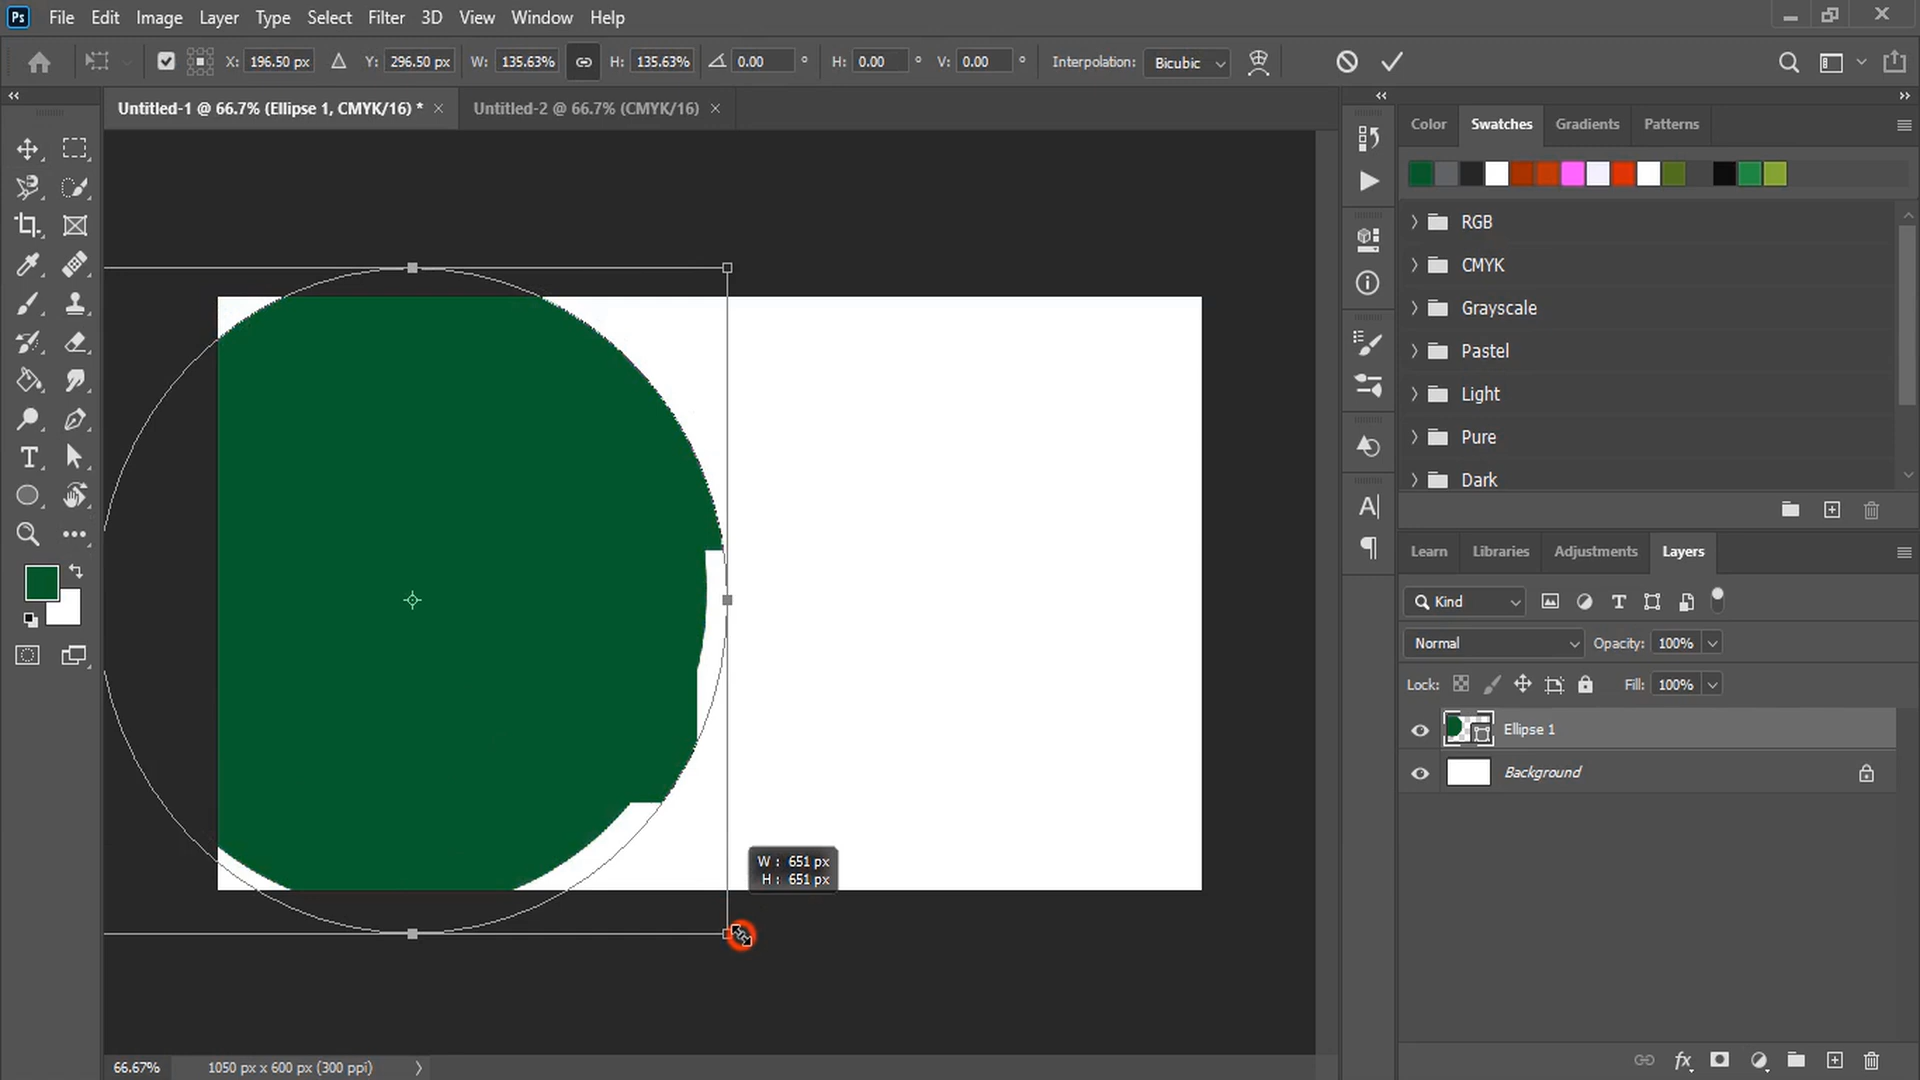 Ps File Edit Image Layer Type Select Filter 3D View Window Help
X: 196.50 px Y: 296.50 px W: 135.63% H: 135.63% 0.00 ° H: 0.00 ° V: 0.00 ° Interpolation: Bicubic
Untitled-1 @ 66.7% (Ellipse 1, CMYK/16) * Untitled-2 @ 66.7% (CMYK/16)
Color Swatches Gradients Patterns
RGB
CMYK
Grayscale
Pastel
Light
Pure
Dark
Learn Libraries Adjustments Layers
Kind
Normal Opacity: 100%
Lock: Fill: 100%
Ellipse 1
Background
W : 651 px
H : 651 px
66.67% 1050 px x 600 px (300 ppi)